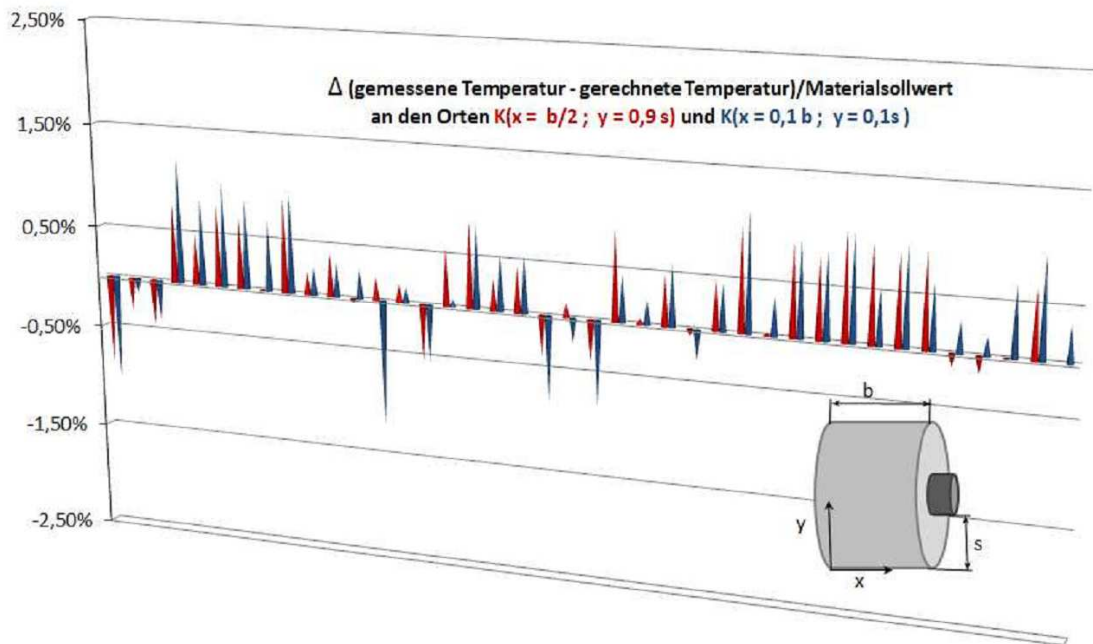 2,50%
Δ (gemessene Temperatur - gerechnete Temperatur)/Materialsollwert
an den Orten K(x = b/2 ; y = 0,9 s) und K(x = 0,1 b ; y = 0,1s )
1,50%
0,50%
-0,50%
-1,50%
-2,50%
b
y
s
x